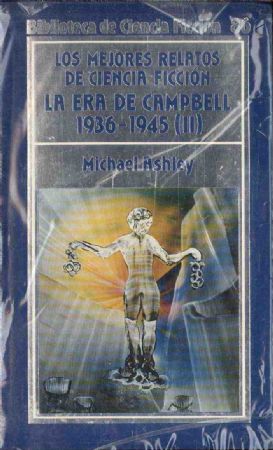 Biblioteca de Ciencia Ficción
LOS MEJORES RELATOS
DE CIENCIA FICCIÓN
LA ERA DE CAMPBELL
1936-1945 (II)
Michael Ashley